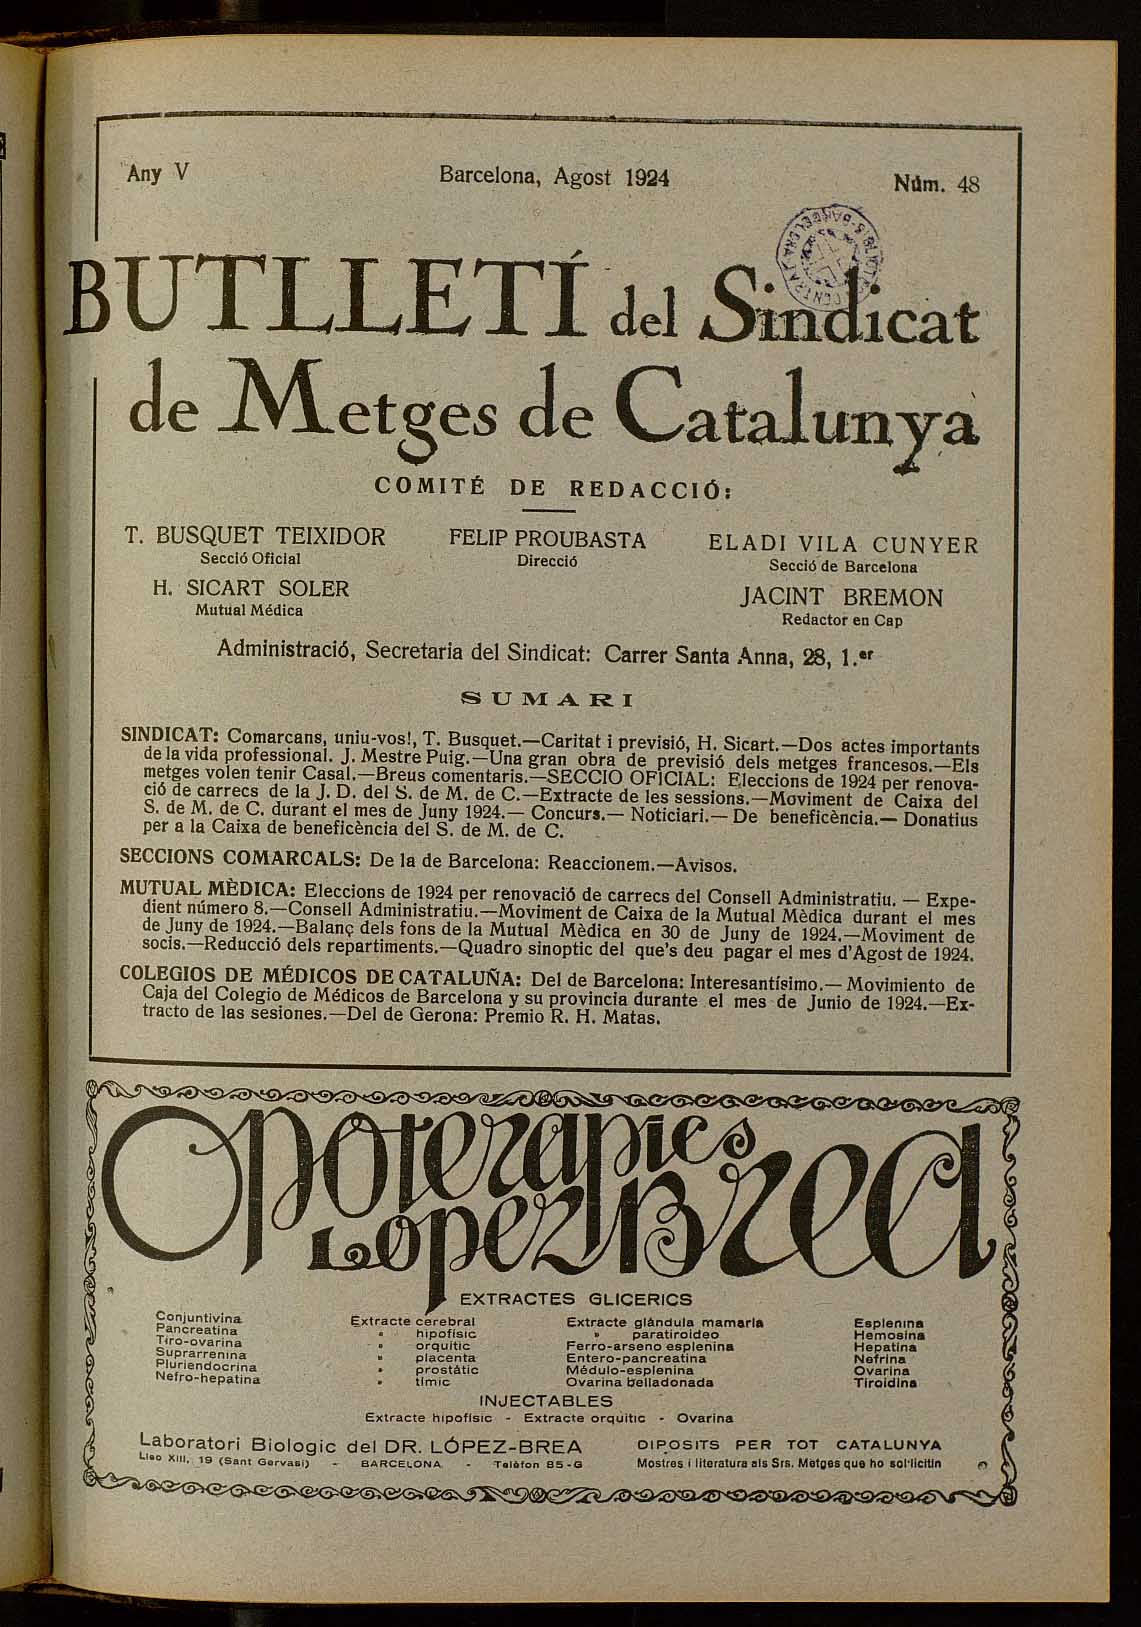 Any V Barcelona, Agost 1924 Núm. 48
BUTLLETÍ del Sindicat
de Metges de Catalunya
COMITÉ DE REDACCIÓ:
T. BUSQUET TEIXIDOR FELIP PROUBASTA ELADI VILA CUNYER
Secció Oficial Direcció Secció de Barcelona
H. SICART SOLER JACINT BREMON
Mutual Médica Redactor en Cap
Administració, Secretaria del Sindicat: Carrer Santa Anna, 28, 1.er
SUMARI
SINDICAT: Comarcans, uniu-vos!, T. Busquet.—Caritat i previsió, H. Sicart.—Dos actes importants
de la vida professional. J. Mestre Puig.—Una gran obra de previsió dels metges francesos.—Els
metges volen tenir Casal.—Breus comentaris.—SECCIO OFICIAL: Eleccions de 1924 per renova-
ció de carrecs de la J. D. del S. de M. de C.—Extracte de les sessions.—Moviment de Caixa del
S. de M. de C. durant el mes de Juny 1924.— Concurs.— Noticiari.— De beneficència.— Donatius
per a la Caixa de beneficència del S. de M. de C.
SECCIONS COMARCALS: De la de Barcelona: Reaccionem.—Avisos.
MUTUAL MÈDICA: Eleccions de 1924 per renovació de carrecs del Consell Administratiu. — Expe-
dient número 8.—Consell Administratiu.—Moviment de Caixa de la Mutual Mèdica durant el mes
de Juny de 1924.—Balanç dels fons de la Mutual Mèdica en 30 de Juny de 1924.—Moviment de
socis.—Reducció dels repartiments.—Quadro sinoptic del que's deu pagar el mes d'Agost de 1924.
COLEGIOS DE MÉDICOS DE CATALUÑA: Del de Barcelona: Interesantísimo.— Movimiento de
Caja del Colegio de Médicos de Barcelona y su provincia durante el mes de Junio de 1924.—Ex-
tracto de las sesiones.—Del de Gerona: Premio R. H. Matas.
Opoteràpies
López Brea
EXTRACTES GLICERICS
Conjuntivina Extracte cerebral Extracte glàndula mamaria Esplenina
Pancreatina » hipofísic » paratiroideo Hemosina
Tiro-ovarina » orquitic Ferro-arseno esplenina Hepatina
Suprarrenina » placenta Entero-pancreatina Nefrina
Pluriendocrina » prostàtic Médulo-esplenina Ovarina
Nefro-hepatina » tímic Ovarina belladonada Tiroidina
INJECTABLES
Extracte hipofísic - Extracte orquitic - Ovarina
Laboratori Biologic del DR. LÓPEZ-BREA DIPOSITS PER TOT CATALUNYA
Lleo XIII, 19 (Sant Gervasi) - BARCELONA - Telèfon 85-G Mostres i literatura als Srs. Metges que ho sol·licitin